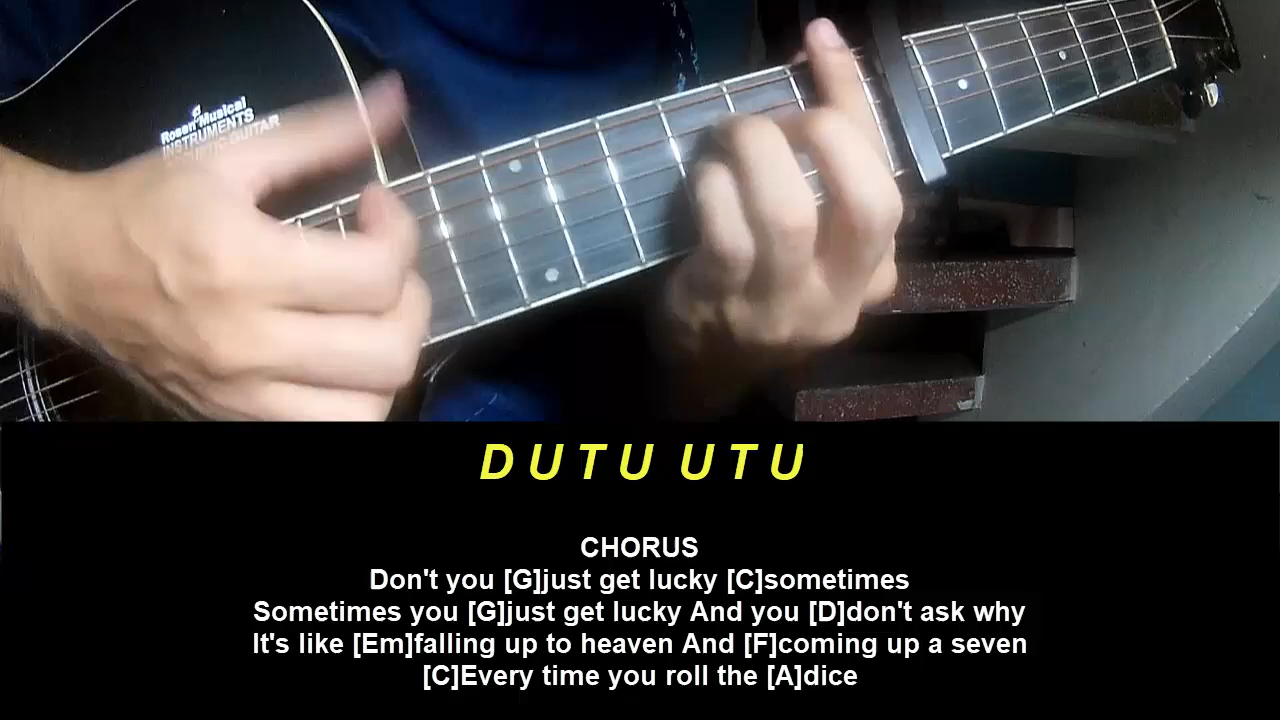 Rosen Musical
INSTRUMENTS
GUITAR
D U T U U T U
CHORUS
Don't you [G]just get lucky [C]sometimes
Sometimes you [G]just get lucky And you [D]don't ask why
It's like [Em]falling up to heaven And [F]coming up a seven
[C]Every time you roll the [A]dice